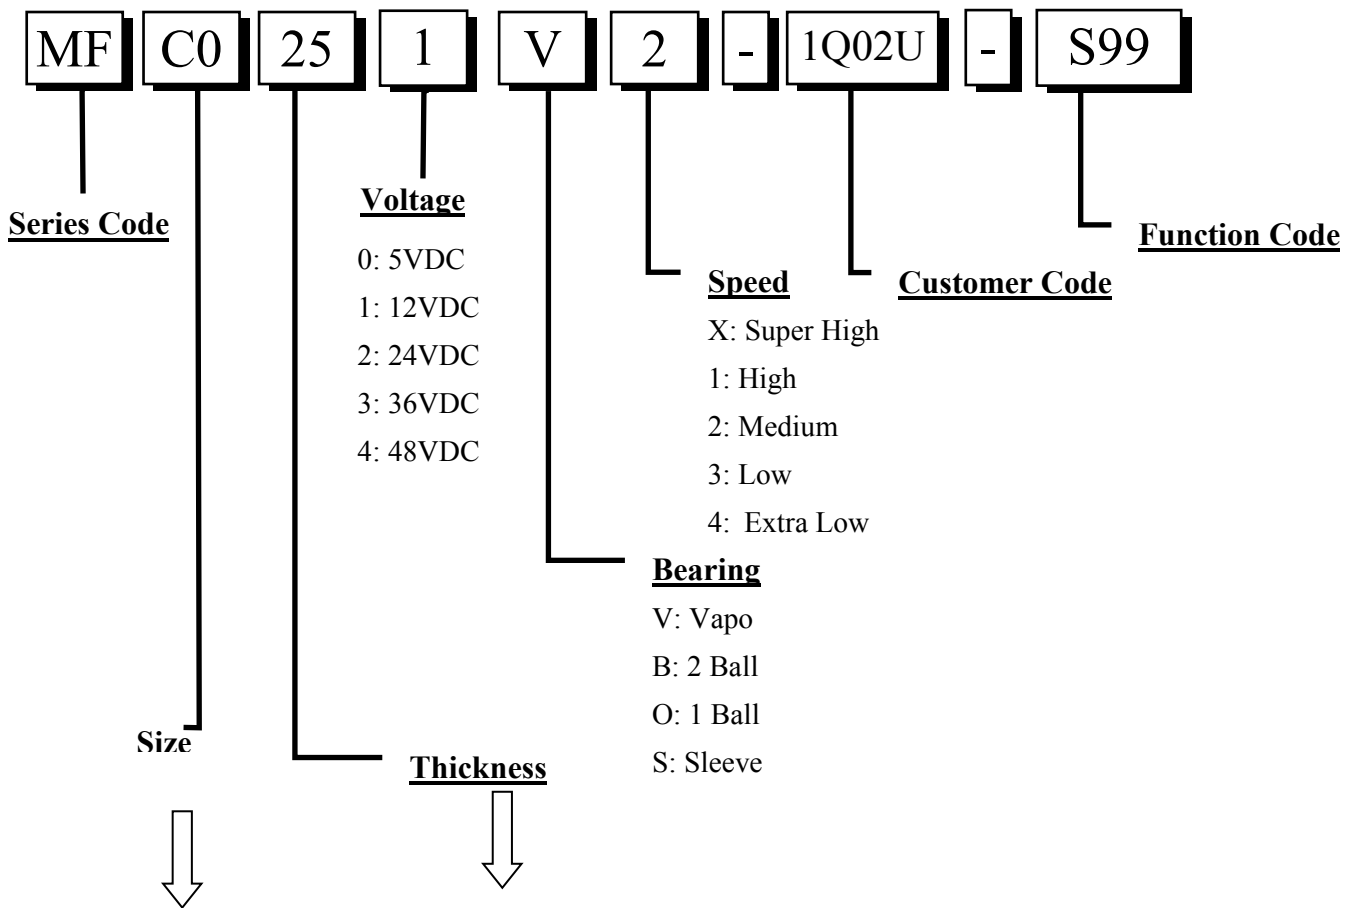 MF C0 25 1 V 2 - 1Q02U - S99
Series Code
Voltage
0: 5VDC
1: 12VDC
2: 24VDC
3: 36VDC
4: 48VDC
Function Code
Customer Code
Speed
X: Super High
1: High
2: Medium
3: Low
4: Extra Low
Bearing
V: Vapo
B: 2 Ball
O: 1 Ball
S: Sleeve
Size
Thickness